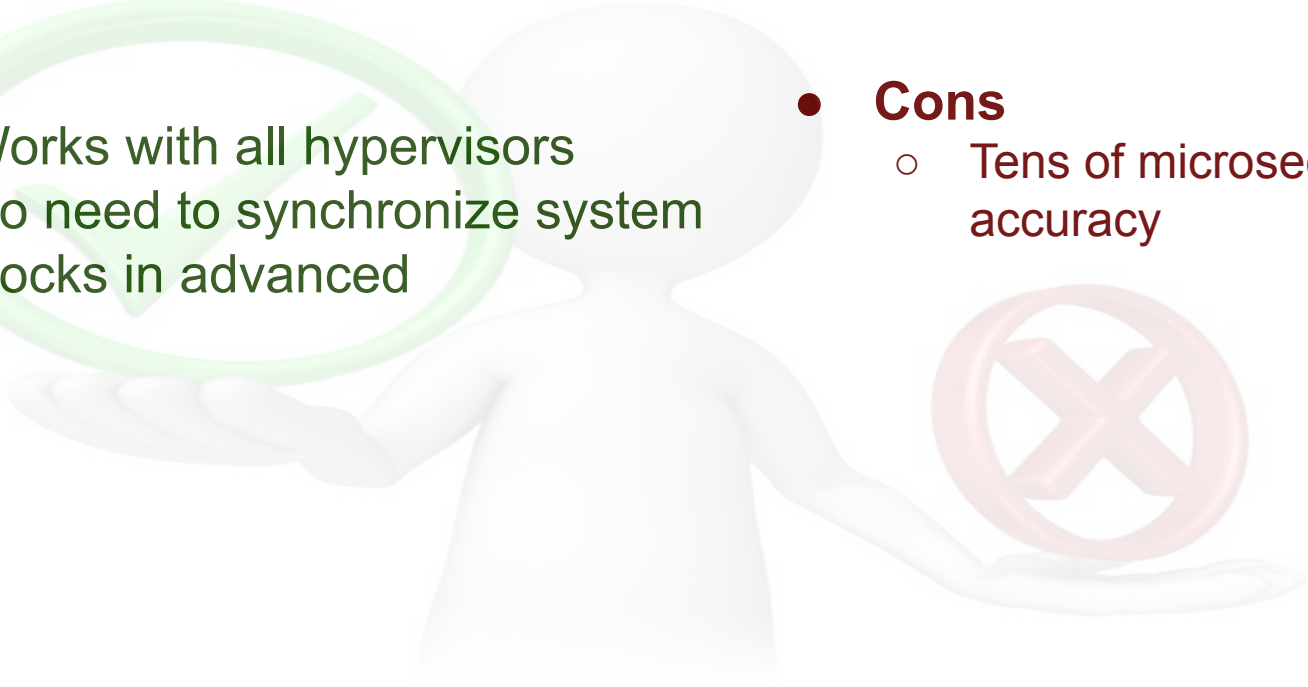 orks with all hypervisors
o need to synchronize system
ocks in advanced
● Cons
○ Tens of microse
accuracy